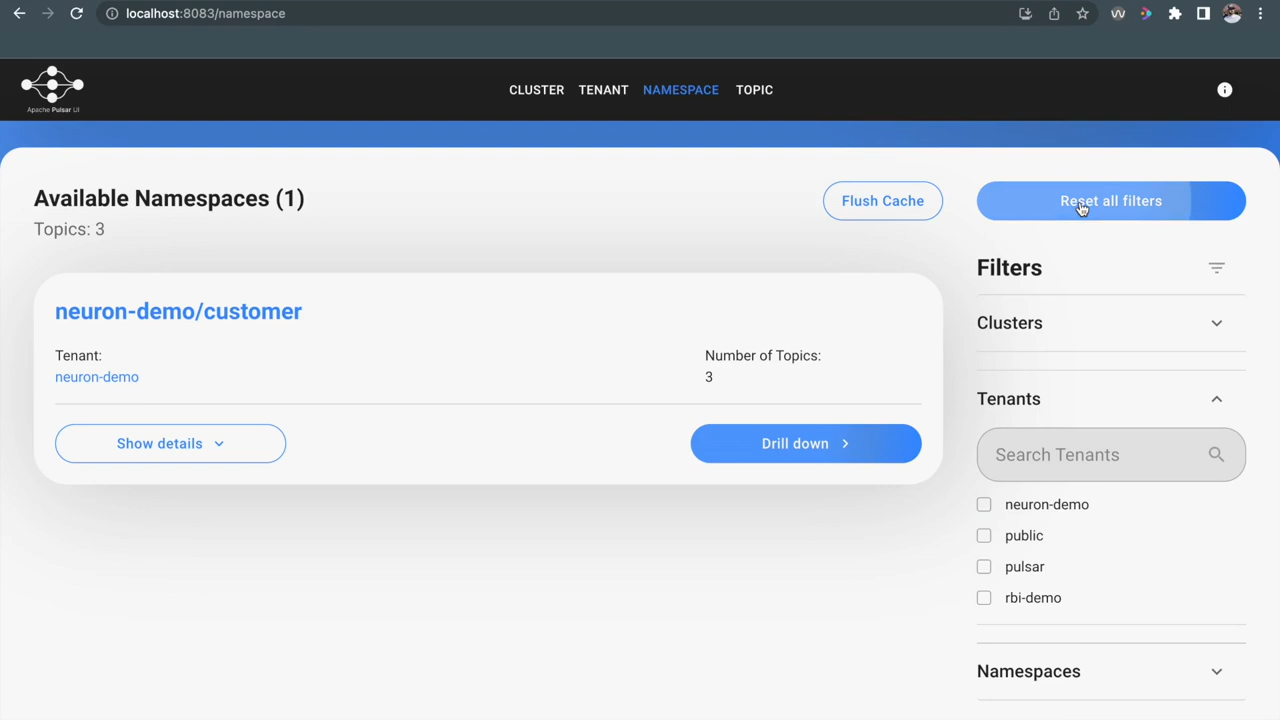 localhost:8083/namespace
Apache Pulsar UI
CLUSTER TENANT NAMESPACE TOPIC
Available Namespaces (1)
Topics: 3
Flush Cache
Reset all filters
neuron-demo/customer
Tenant:
neuron-demo
Number of Topics:
3
Show details
Drill down
Filters
Clusters
Tenants
Search Tenants
neuron-demo
public
pulsar
rbi-demo
Namespaces